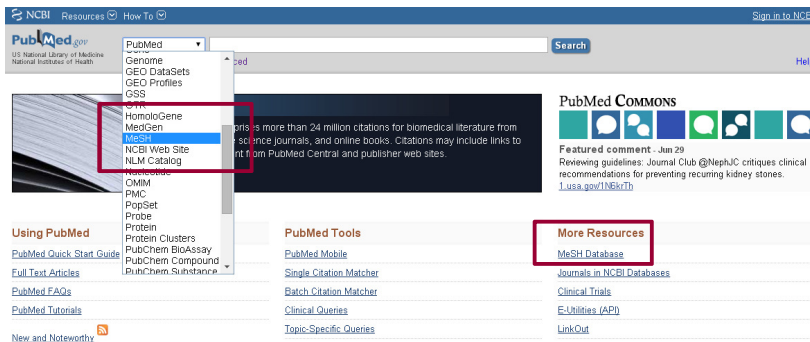 NCBI Resources How To Sign in to NCBI
PubMed.gov
US National Library of Medicine
National Institutes of Health
PubMed
Search
Help
Genome
GEO DataSets
GEO Profiles
GSS
GTR
HomoloGene
MedGen
MeSH
NCBI Web Site
NLM Catalog
Nucleotide
OMIM
PMC
PopSet
Probe
Protein
Protein Clusters
PubChem BioAssay
PubChem Compound
PubChem Substance
prises more than 24 million citations for biomedical literature from
science journals, and online books. Citations may include links to
nt from PubMed Central and publisher web sites.
PubMed Commons
Featured comment - Jun 29
Reviewing guidelines: Journal Club @NephJC critiques clinical
recommendations for preventing recurring kidney stones.
1.usa.gov/1N6krTh
Using PubMed
PubMed Quick Start Guide
Full Text Articles
PubMed FAQs
PubMed Tutorials
New and Noteworthy
PubMed Tools
PubMed Mobile
Single Citation Matcher
Batch Citation Matcher
Clinical Queries
Topic-Specific Queries
More Resources
MeSH Database
Journals in NCBI Databases
Clinical Trials
E-Utilities (API)
LinkOut